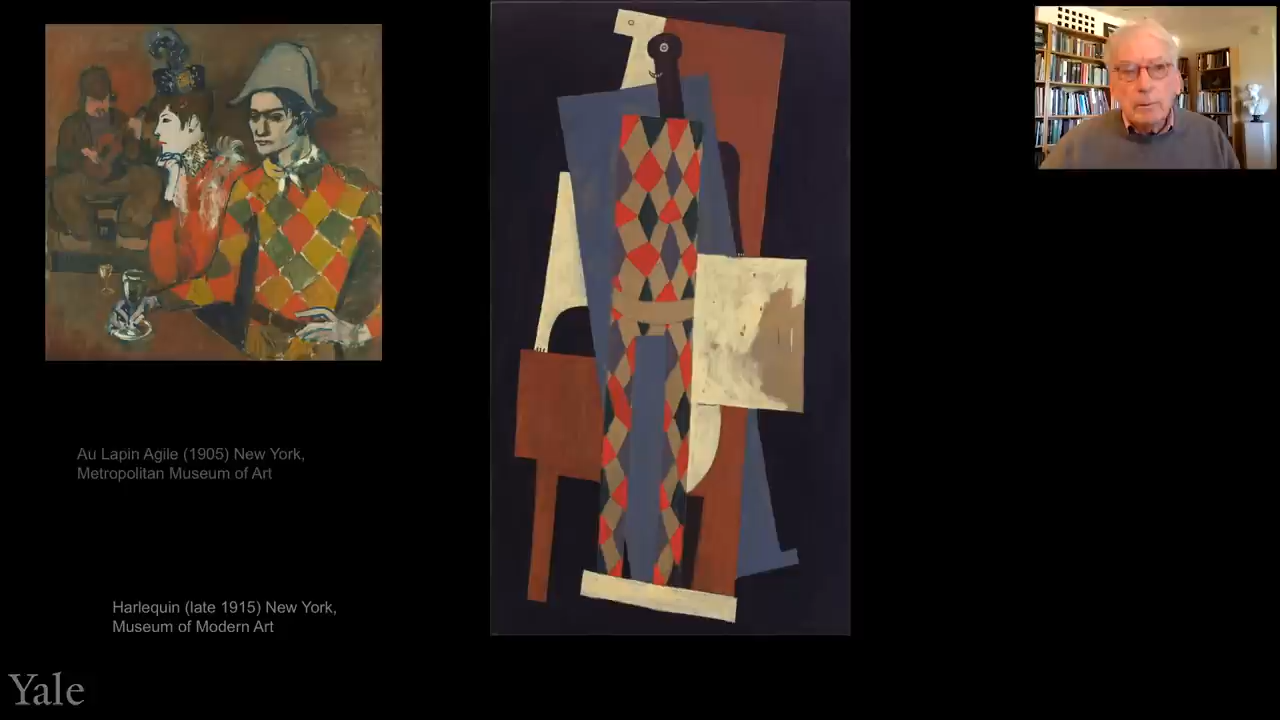 Au Lapin Agile (1905) New York,
Metropolitan Museum of Art
Harlequin (late 1915) New York,
Museum of Modern Art
Yale